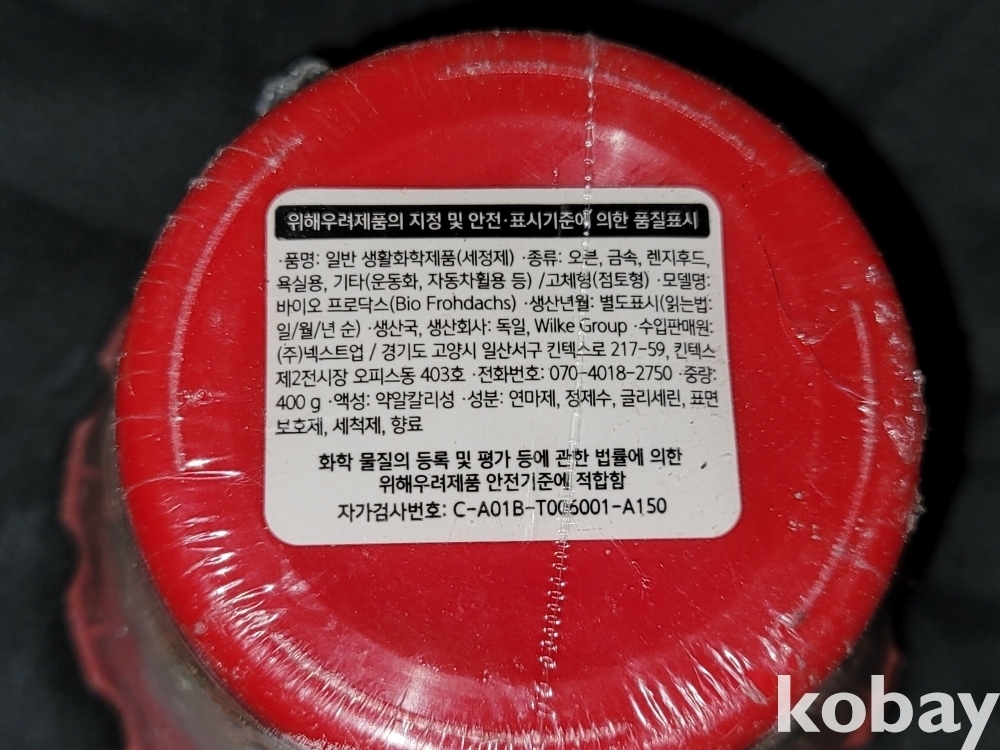 위해우려제품의 지정 및 안전·표시기준에 의한 품질표시
·품명: 일반 생활화학제품(세정제) ·종류: 오븐, 금속, 렌지후드,
욕실용, 기타(운동화, 자동차휠용 등) /고체형(점토형) ·모델명:
바이오 프로닥스(Bio Frohdachs) ·생산년월: 별도표시(읽는법:
일/월/년 순) ·생산국, 생산회사: 독일, Wilke Group ·수입판매원:
(주)넥스트업 / 경기도 고양시 일산서구 킨텍스로 217-59, 킨텍스
제2전시장 오피스동 403호 ·전화번호: 070-4018-2750 ·중량:
400 g ·액성: 약알칼리성 ·성분: 연마제, 정제수, 글리세린, 표면
보호제, 세척제, 향료
화학 물질의 등록 및 평가 등에 관한 법률에 의한
위해우려제품 안전기준에 적합함
자가검사번호: C-A01B-T006001-A150
kobay